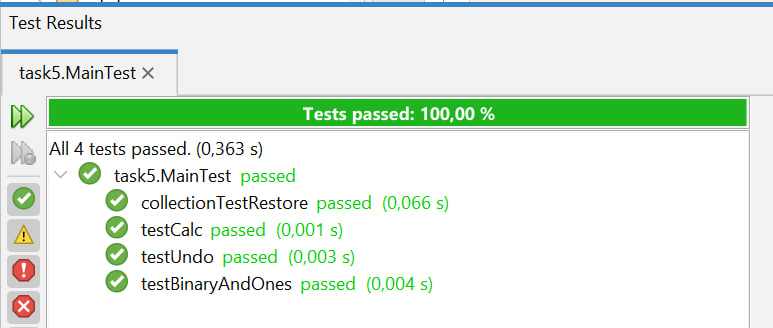 Test Results
task5.MainTest
Tests passed: 100,00 %
All 4 tests passed. (0,363 s)
task5.MainTest passed
collectionTestRestore passed (0,066 s)
testCalc passed (0,001 s)
testUndo passed (0,003 s)
testBinaryAndOnes passed (0,004 s)